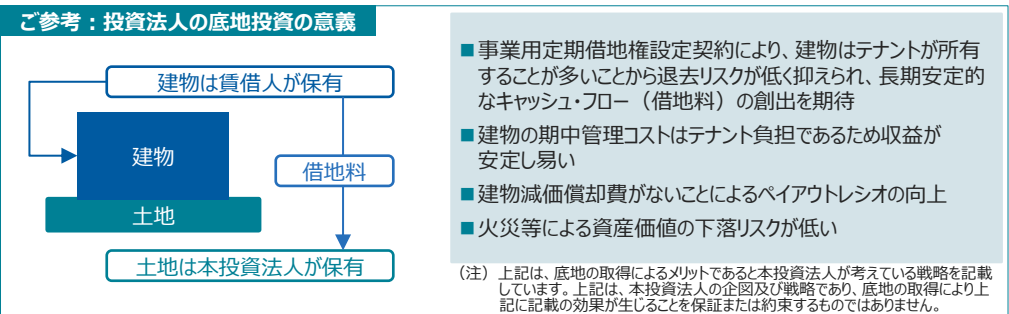 ご参考：投資法人の底地投資の意義
建物は賃借人が保有
建物
借地料
土地
土地は本投資法人が保有
■事業用定期借地権設定契約により、建物はテナントが所有
することが多いことから退去リスクが低く抑えられ、長期安定的
なキャッシュ・フロー（借地料）の創出を期待
■建物の期中管理コストはテナント負担であるため収益が
安定し易い
■建物減価償却費がないことによるペイアウトレシオの向上
■火災等による資産価値の下落リスクが低い
（注）上記は、底地の取得によるメリットであると本投資法人が考えている戦略を記載
しています。上記は、本投資法人の企図及び戦略であり、底地の取得により上
記に記載の効果が生じることを保証または約束するものではありません。